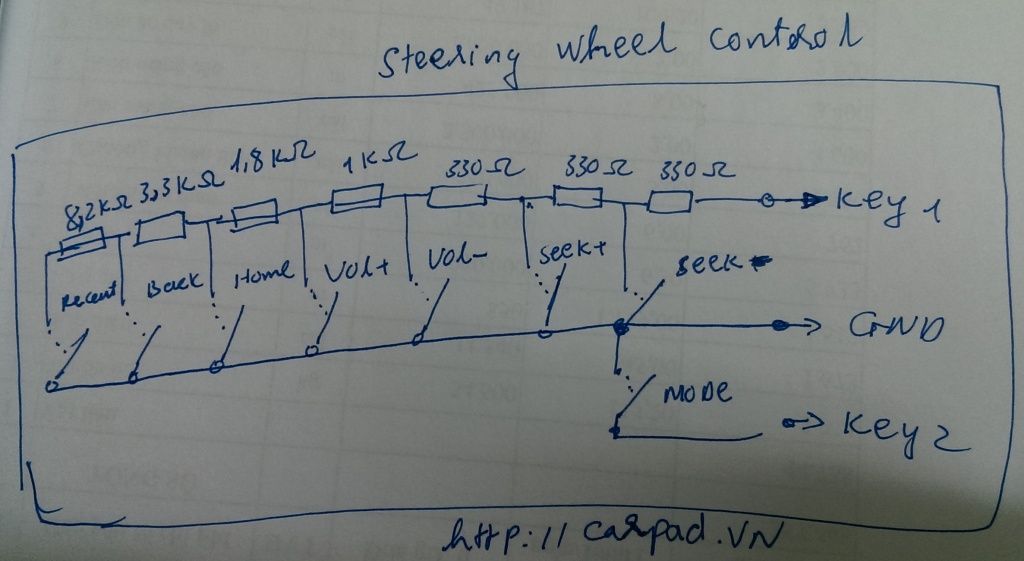 Steering wheel control
8,2KΩ 3,3KΩ 1,8KΩ 1KΩ 330Ω 330Ω 330Ω
Key 1
Recent Back Home Vol+ Vol- Seek+ Seek-
GND
MODE
Key 2
http://carpad.VN